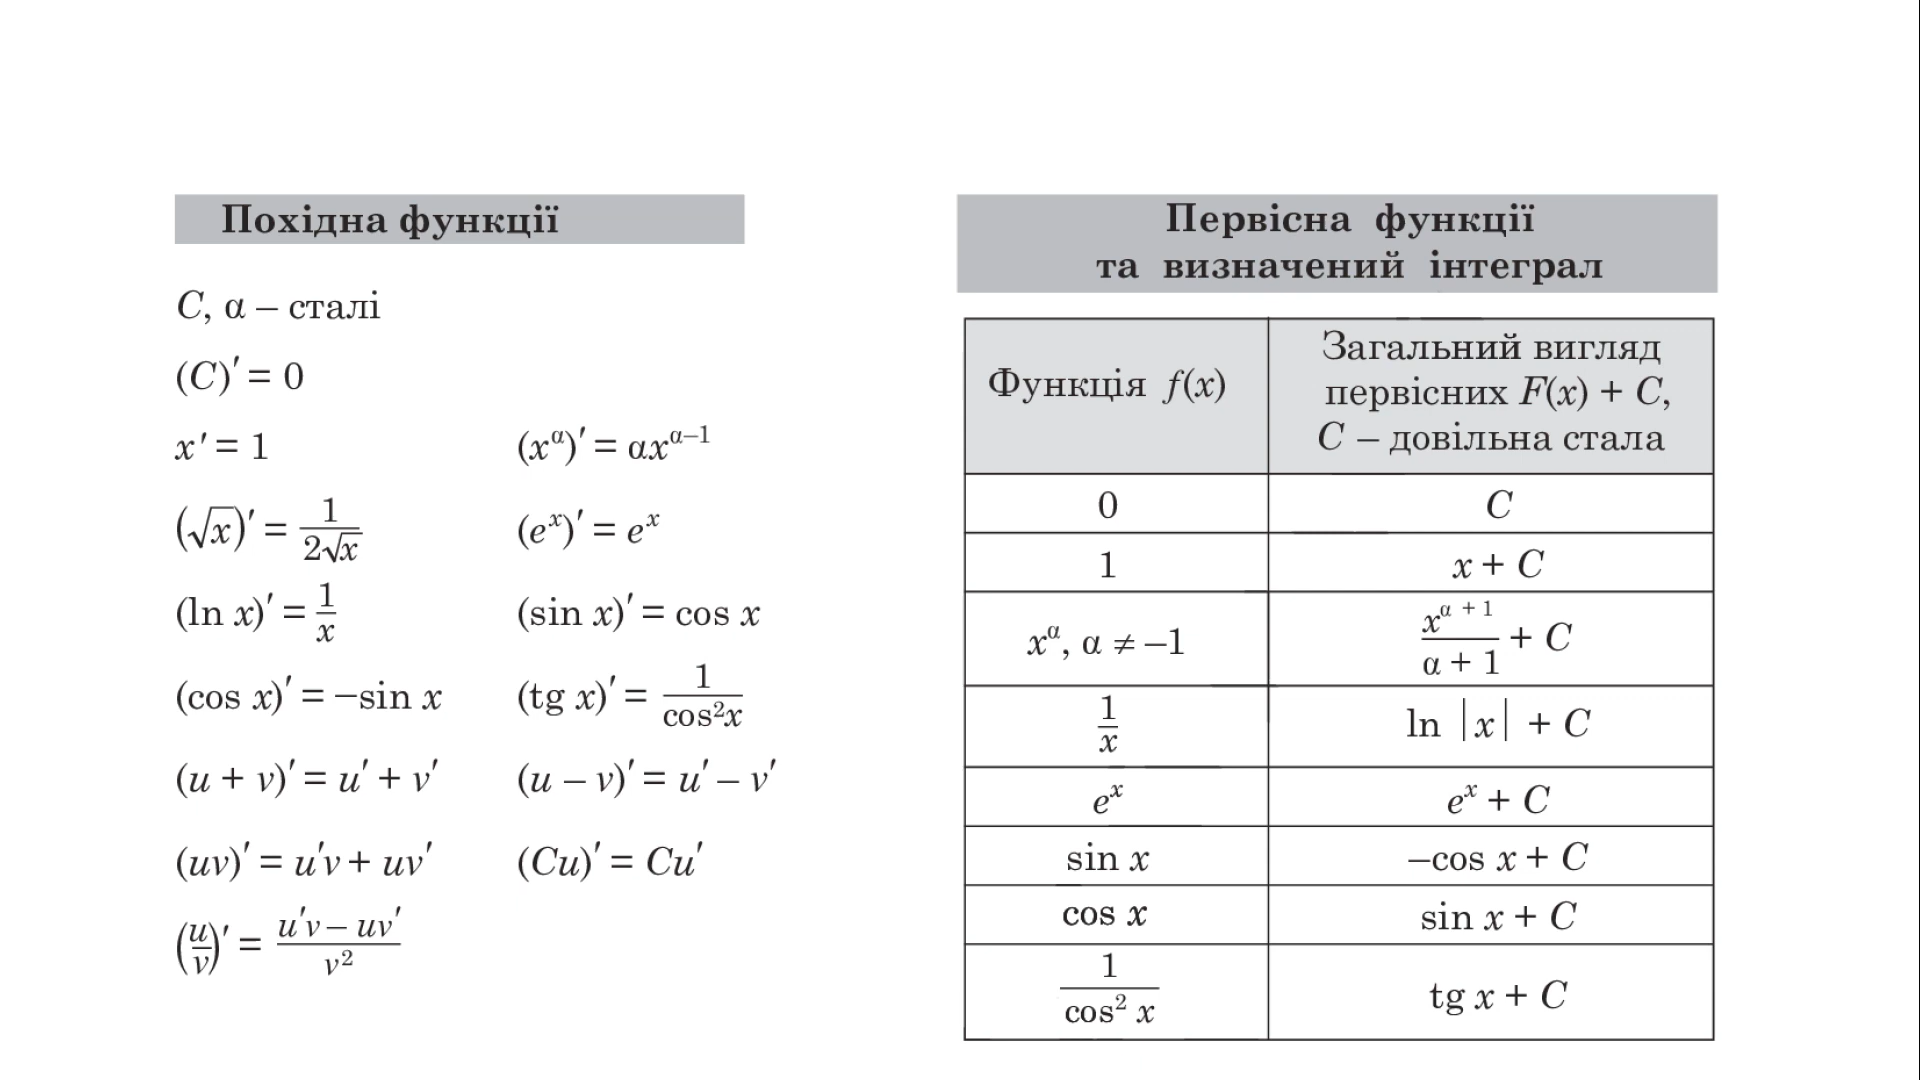 Похідна функції
C, α – сталі
(C)′ = 0
x′ = 1 (x^α)′ = αx^(α–1)
(√x)′ = 1/(2√x) (e^x)′ = e^x
(ln x)′ = 1/x (sin x)′ = cos x
(cos x)′ = –sin x (tg x)′ = 1/cos²x
(u + v)′ = u′ + v′ (u – v)′ = u′ – v′
(uv)′ = u′v + uv′ (Cu)′ = Cu′
(u/v)′ = (u′v – uv′)/v²
Первісна функції
та визначений інтеграл
Функція f(x)
Загальний вигляд
первісних F(x) + C,
C – довільна стала
0 C
1 x + C
x^α, α ≠ –1 x^(α + 1)/(α + 1) + C
1/x ln |x| + C
e^x e^x + C
sin x –cos x + C
cos x sin x + C
1/cos² x tg x + C